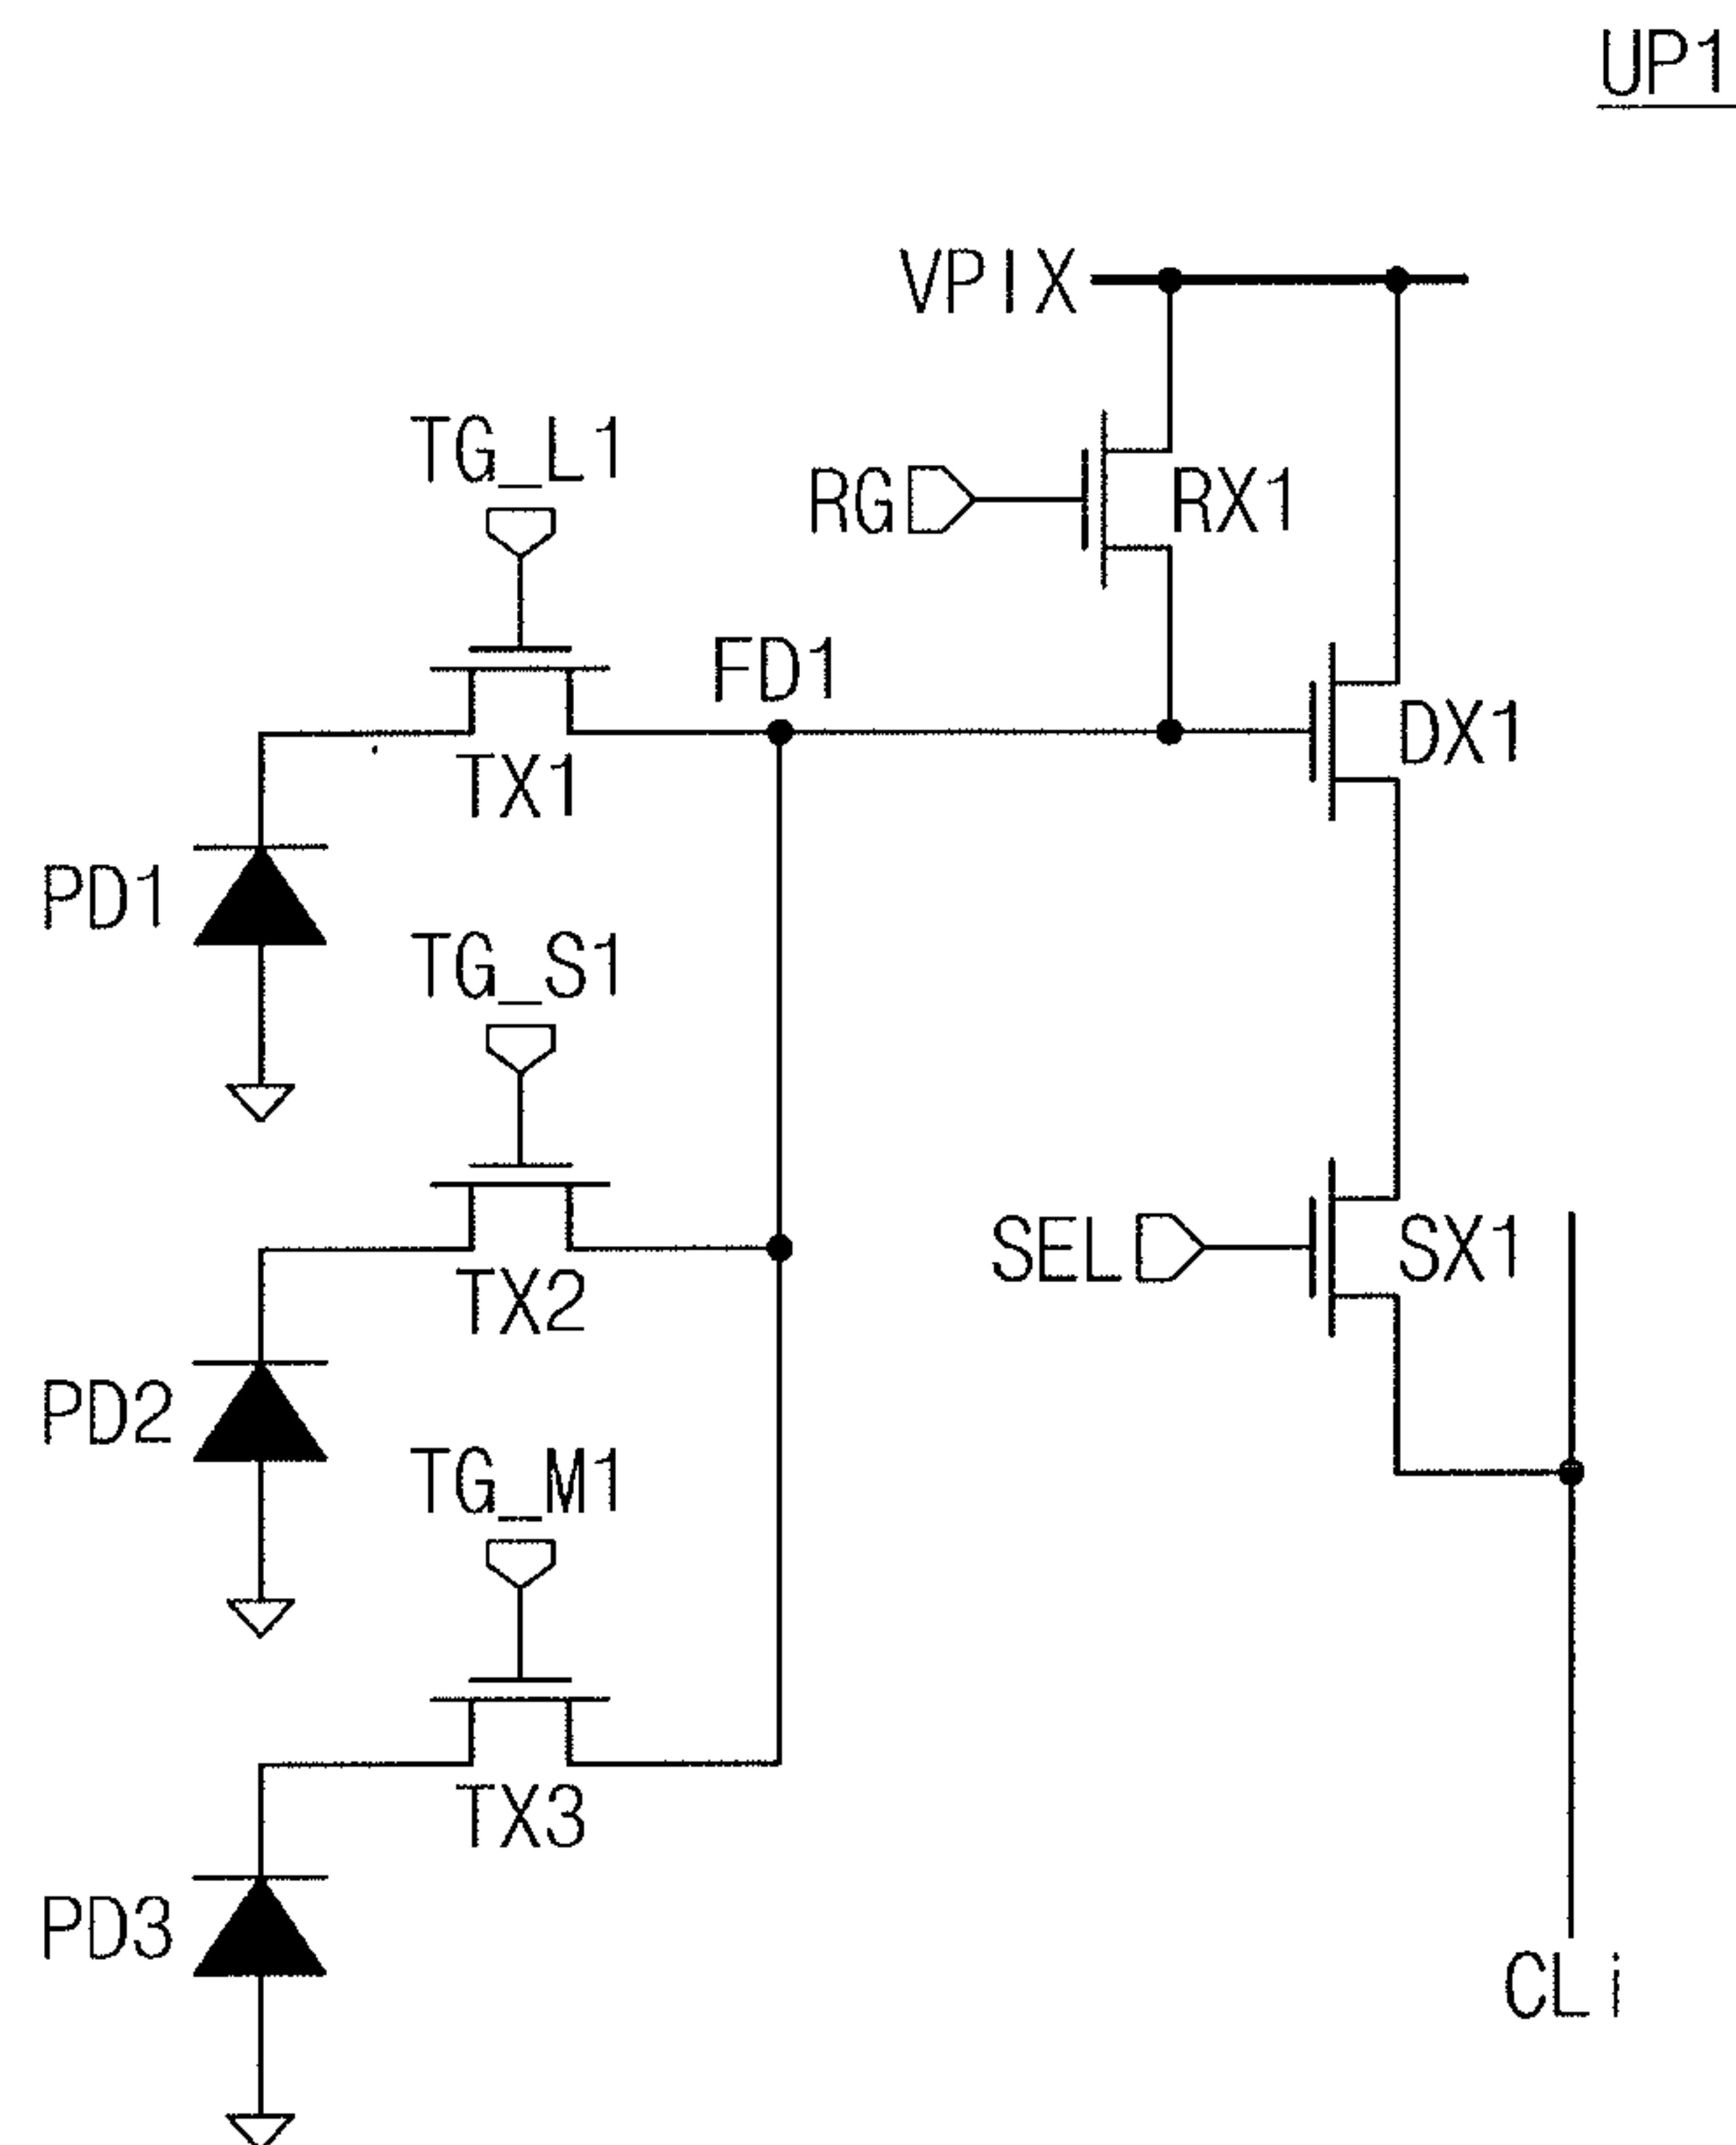 UP1
VPIX
TG_L1
RG
RX1
FD1
DX1
TX1
PD1
TG_S1
SEL
SX1
TX2
PD2
TG_M1
TX3
PD3
CLi